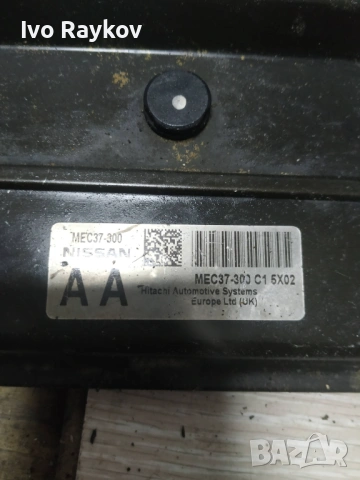 Ivo Raykov
MEC37-300
NISSAN
AA
MEC37-300 C1 5X02
Hitachi Automotive Systems
Europe Ltd (UK)
BAZAR